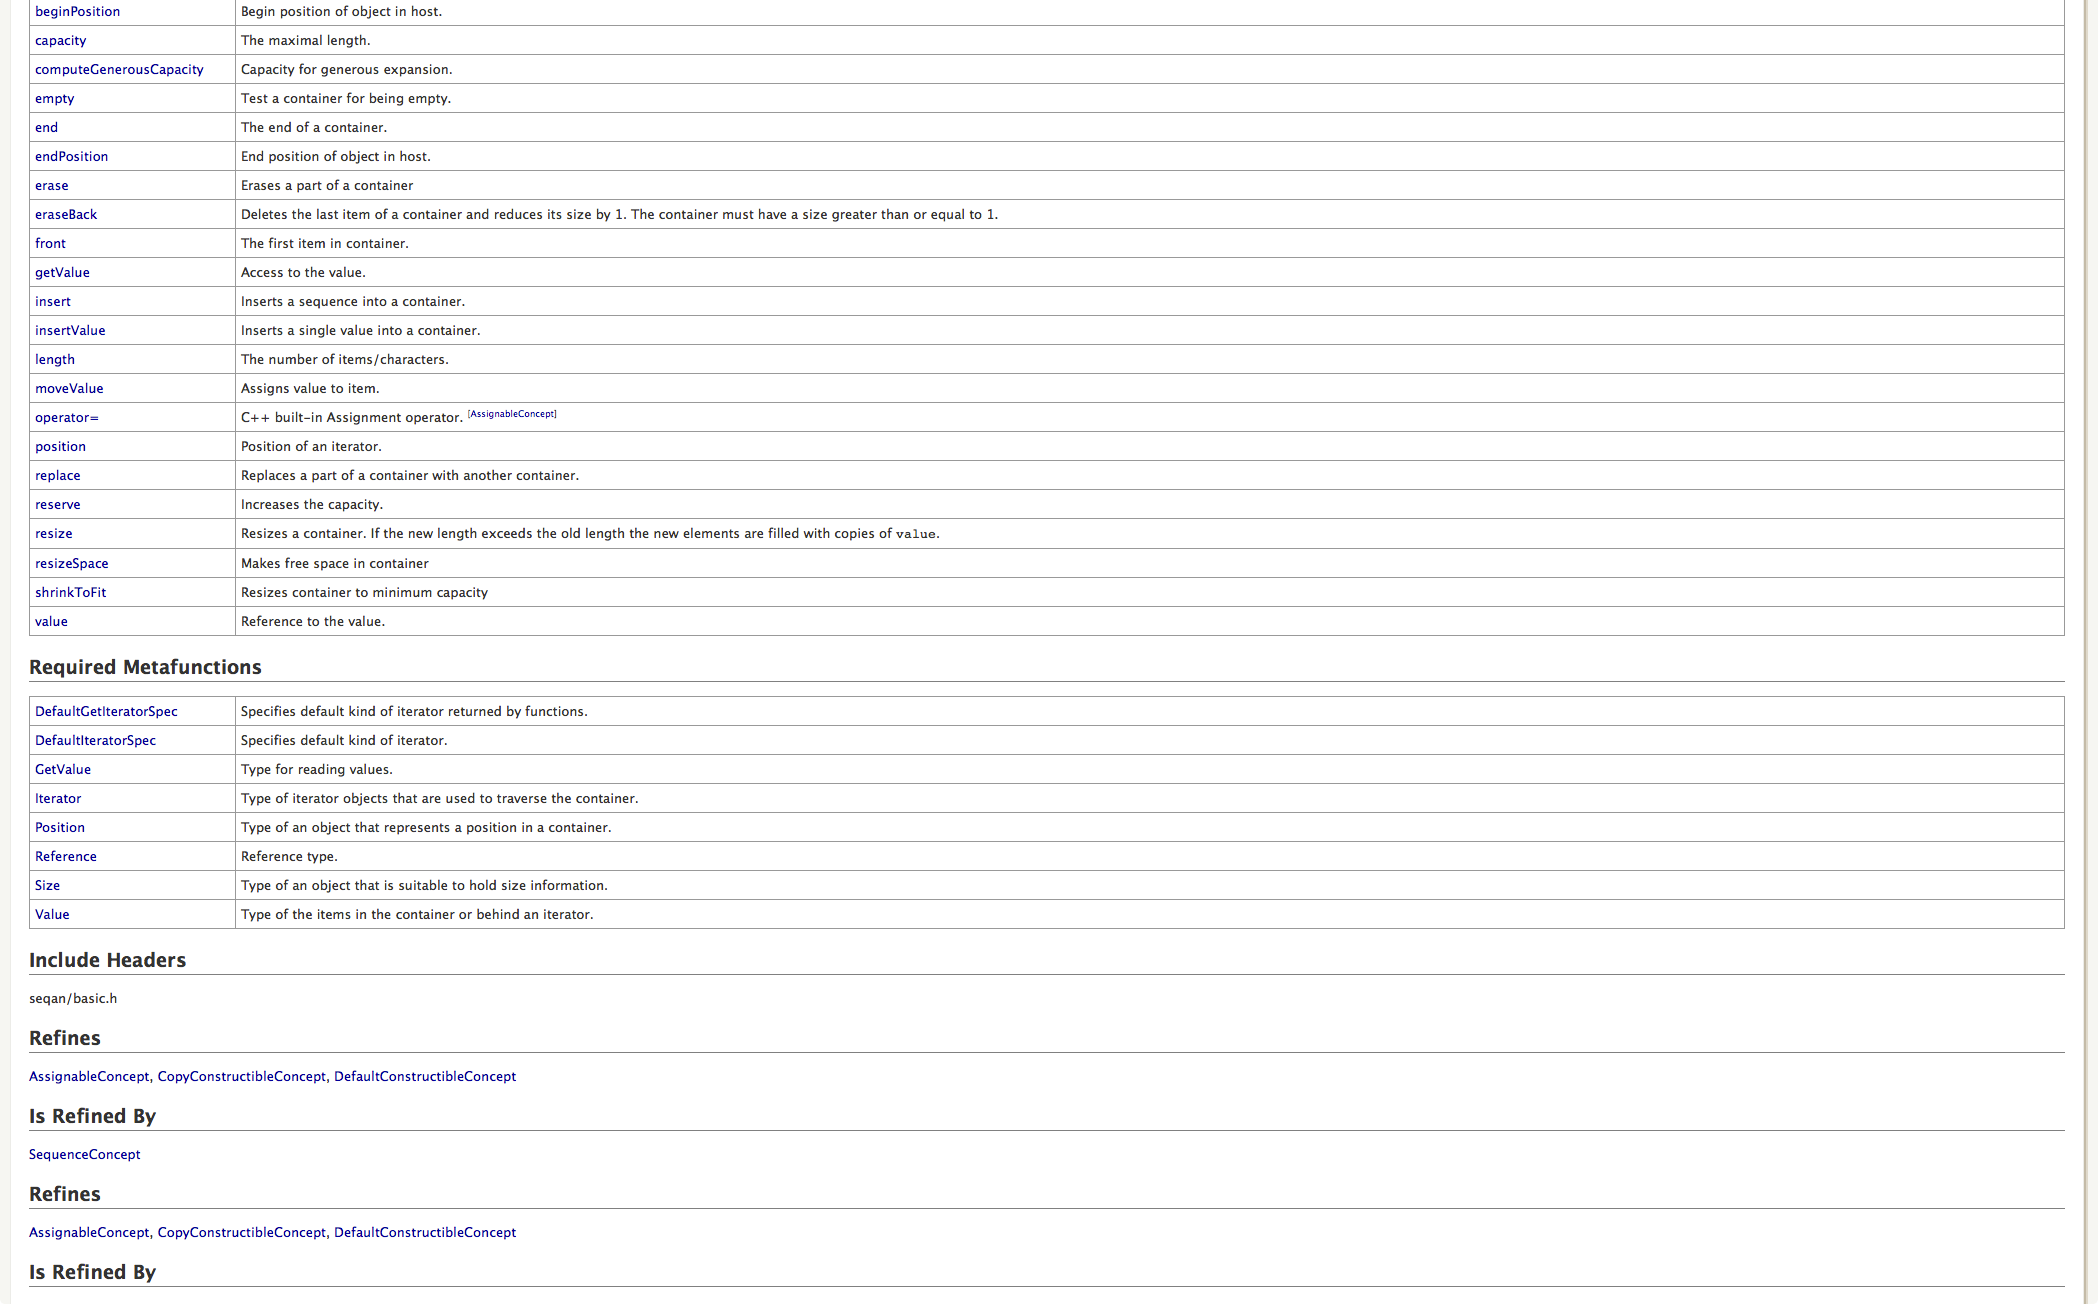 beginPosition Begin position of object in host.
capacity The maximal length.
computeGenerousCapacity Capacity for generous expansion.
empty Test a container for being empty.
end The end of a container.
endPosition End position of object in host.
erase Erases a part of a container
eraseBack Deletes the last item of a container and reduces its size by 1. The container must have a size greater than or equal to 1.
front The first item in container.
getValue Access to the value.
insert Inserts a sequence into a container.
insertValue Inserts a single value into a container.
length The number of items/characters.
moveValue Assigns value to item.
operator= C++ built-in Assignment operator. [AssignableConcept]
position Position of an iterator.
replace Replaces a part of a container with another container.
reserve Increases the capacity.
resize Resizes a container. If the new length exceeds the old length the new elements are filled with copies of value.
resizeSpace Makes free space in container
shrinkToFit Resizes container to minimum capacity
value Reference to the value.
Required Metafunctions
DefaultGetIteratorSpec Specifies default kind of iterator returned by functions.
DefaultIteratorSpec Specifies default kind of iterator.
GetValue Type for reading values.
Iterator Type of iterator objects that are used to traverse the container.
Position Type of an object that represents a position in a container.
Reference Reference type.
Size Type of an object that is suitable to hold size information.
Value Type of the items in the container or behind an iterator.
Include Headers
seqan/basic.h
Refines
AssignableConcept, CopyConstructibleConcept, DefaultConstructibleConcept
Is Refined By
SequenceConcept
Refines
AssignableConcept, CopyConstructibleConcept, DefaultConstructibleConcept
Is Refined By